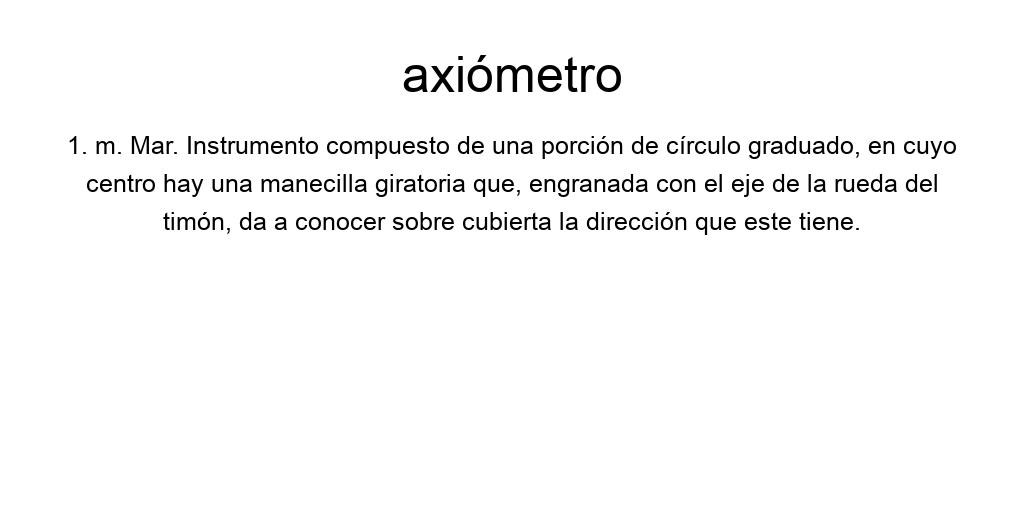 axiómetro
1. m. Mar. Instrumento compuesto de una porción de círculo graduado, en cuyo
centro hay una manecilla giratoria que, engranada con el eje de la rueda del
timón, da a conocer sobre cubierta la dirección que este tiene.